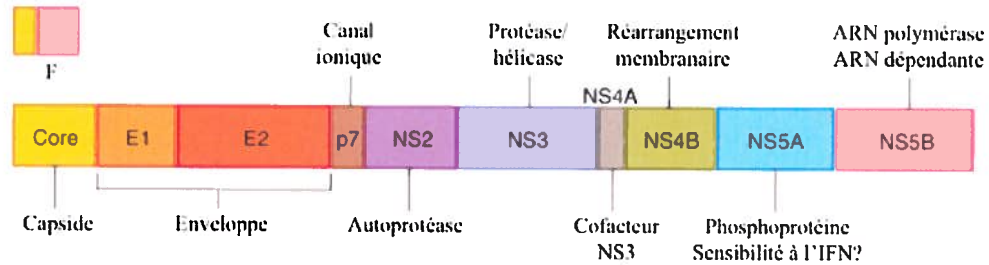 Canal
ionique
Protéase/
hélicase
Réarrangement
membranaire
ARN polymérase
ARN dépendante
F
NS4A
Core E1 E2 p7 NS2 NS3 NS4B NS5A NS5B
Capside
Enveloppe
Autoprotéase
Cofacteur
NS3
Phosphoprotéine
Sensibilité à l'IFN?